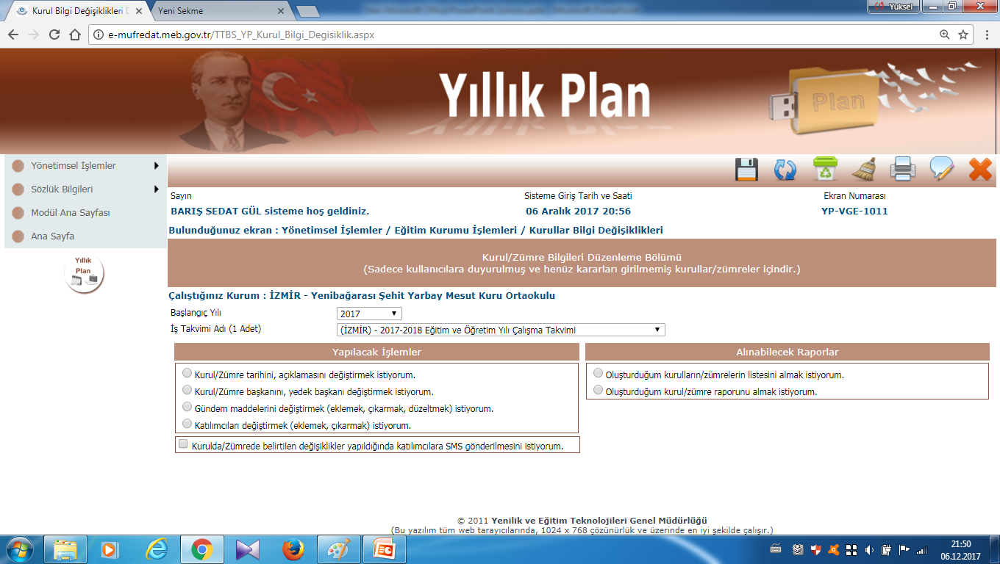 Kurul Bilgi Değişiklikleri D
Yeni Sekme
Yüksel
e-mufredat.meb.gov.tr/TTBS_YP_Kurul_Bilgi_Degisiklik.aspx
Yıllık Plan
Plan
Yönetimsel İşlemler
Sözlük Bilgileri
Modül Ana Sayfası
Ana Sayfa
Yıllık
Plan
Sayın
Sisteme Giriş Tarih ve Saati
Ekran Numarası
BARIŞ SEDAT GÜL sisteme hoş geldiniz.
06 Aralık 2017 20:56
YP-VGE-1011
Bulunduğunuz ekran : Yönetimsel İşlemler / Eğitim Kurumu İşlemleri / Kurullar Bilgi Değişiklikleri
Kurul/Zümre Bilgileri Düzenleme Bölümü
(Sadece kullanıcılara duyurulmuş ve henüz kararları girilmemiş kurullar/zümreler içindir.)
Çalıştığınız Kurum : İZMİR - Yenibağarası Şehit Yarbay Mesut Kuru Ortaokulu
Başlangıç Yılı
2017
İş Takvimi Adı (1 Adet)
(İZMİR) - 2017-2018 Eğitim ve Öğretim Yılı Çalışma Takvimi
Yapılacak İşlemler
Kurul/Zümre tarihini, açıklamasını değiştirmek istiyorum.
Kurul/Zümre başkanını, yedek başkanı değiştirmek istiyorum.
Gündem maddelerini değiştirmek (eklemek, çıkarmak, düzeltmek) istiyorum.
Katılımcıları değiştirmek (eklemek, çıkarmak) istiyorum.
Kurulda/Zümrede belirtilen değişiklikler yapıldığında katılımcılara SMS gönderilmesini istiyorum.
Alınabilecek Raporlar
Oluşturduğum kurulların/zümrelerin listesini almak istiyorum.
Oluşturduğum kurul/zümre raporunu almak istiyorum.
© 2011 Yenilik ve Eğitim Teknolojileri Genel Müdürlüğü
(Bu yazılım tüm web tarayıcılarında, 1024 x 768 çözünürlük ve üzerinde en iyi şekilde çalışır.)
21:50
06.12.2017